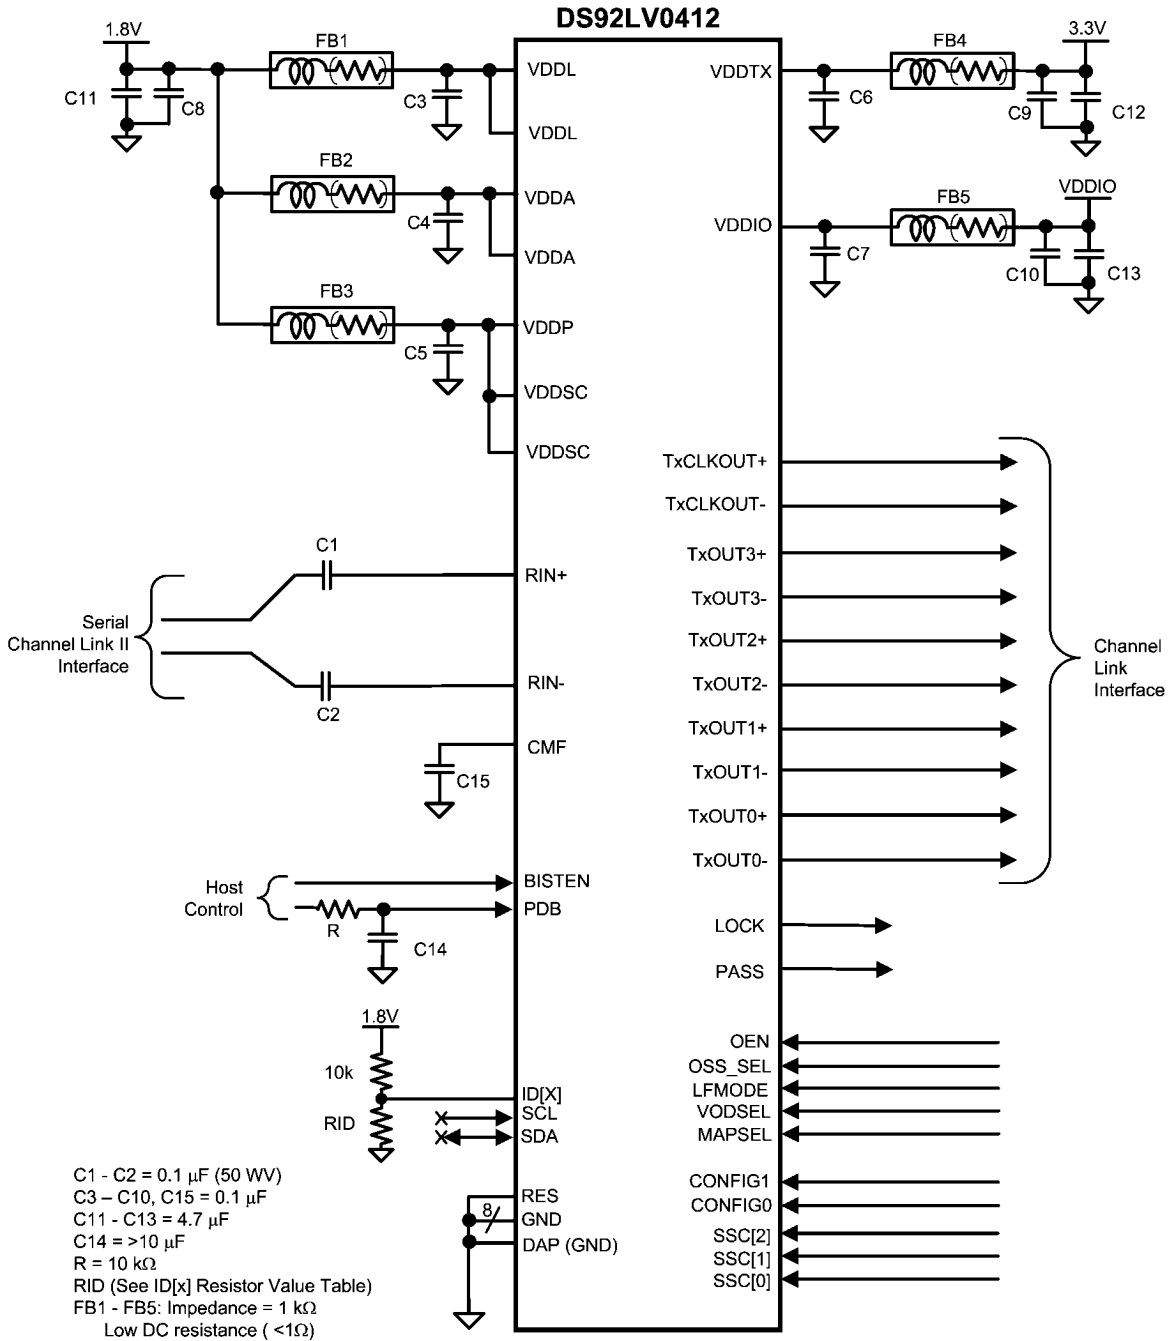 DS92LV0412
1.8V
FB1
C11
C8
C3
VDDL
VDDL
FB2
C4
VDDA
VDDA
FB3
C5
VDDP
VDDSC
VDDSC
VDDTX
C6
FB4
3.3V
C9
C12
VDDIO
C7
FB5
VDDIO
C10
C13
Serial
Channel Link II
Interface
C1
RIN+
C2
RIN-
CMF
C15
Host
Control
BISTEN
PDB
R
C14
1.8V
10k
RID
ID[X]
SCL
SDA
RES
8
GND
DAP (GND)
TxCLKOUT+
TxCLKOUT-
TxOUT3+
TxOUT3-
TxOUT2+
TxOUT2-
TxOUT1+
TxOUT1-
TxOUT0+
TxOUT0-
Channel
Link
Interface
LOCK
PASS
OEN
OSS_SEL
LFMODE
VODSEL
MAPSEL
CONFIG1
CONFIG0
SSC[2]
SSC[1]
SSC[0]
C1 - C2 = 0.1 μF (50 WV)
C3 – C10, C15 = 0.1 μF
C11 - C13 = 4.7 μF
C14 = >10 μF
R = 10 kΩ
RID (See ID[x] Resistor Value Table)
FB1 - FB5: Impedance = 1 kΩ
Low DC resistance ( <1Ω)